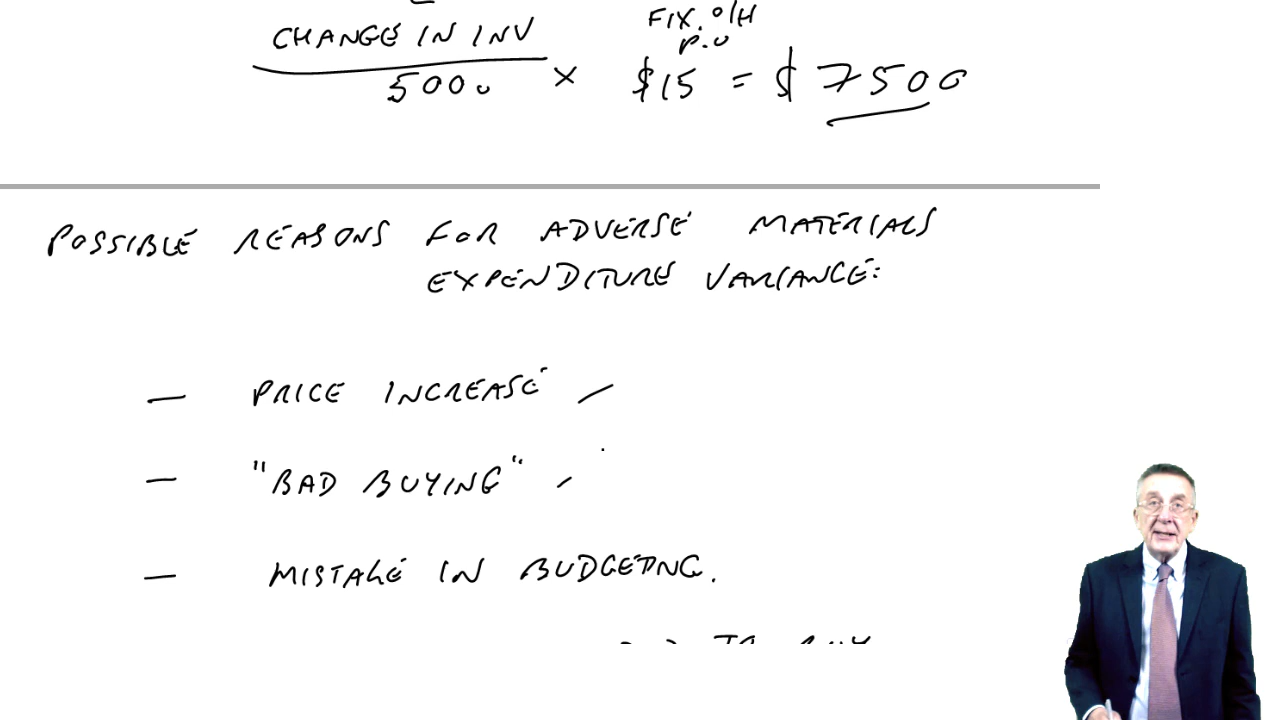 CHANGE IN INV
FIX. O/H
P.U
500. × $15 = $7500
POSSIBLE REASONS FOR ADVERSE MATERIALS
EXPENDITURE VARIANCE:
— PRICE INCREASE
— "BAD BUYING"
— MISTAKE IN BUDGETING.